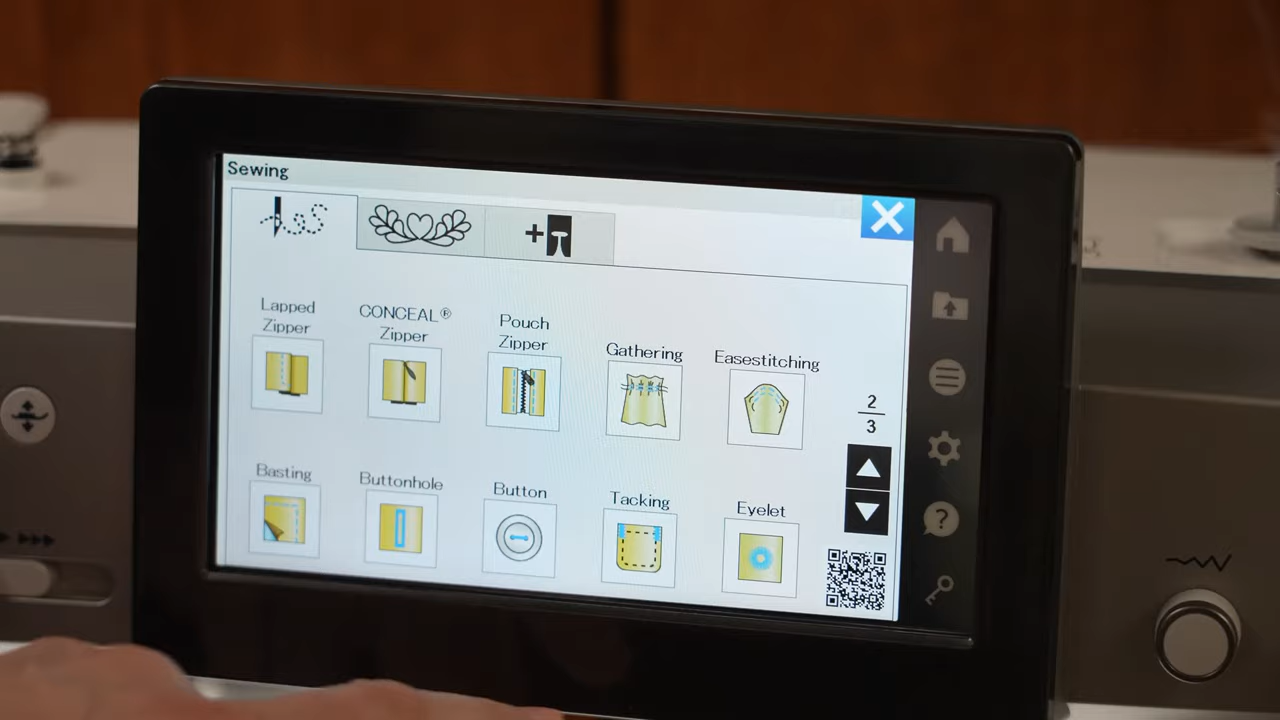 Sewing
Lapped
Zipper
CONCEAL®
Zipper
Pouch
Zipper
Gathering
Easestitching
2
3
Basting
Buttonhole
Button
Tacking
Eyelet